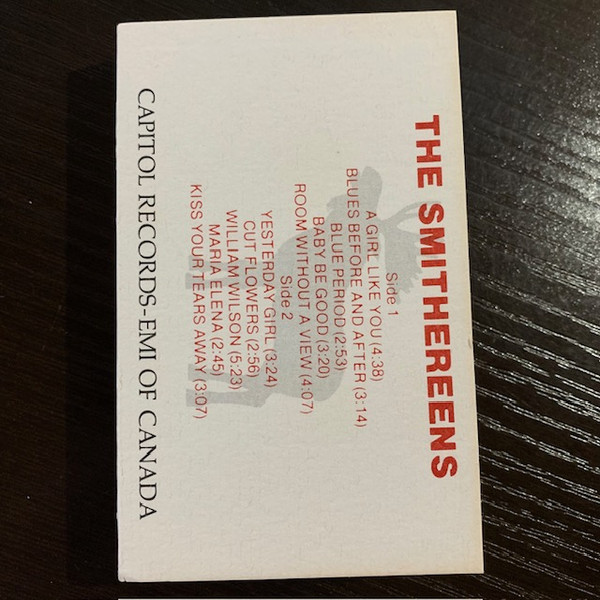 THE SMITHEREENS
Side 1
A GIRL LIKE YOU (4:38)
BLUES BEFORE AND AFTER (3:14)
BLUE PERIOD (2:53)
BABY BE GOOD (3:20)
ROOM WITHOUT A VIEW (4:07)
Side 2
YESTERDAY GIRL (3:24)
CUT FLOWERS (2:56)
WILLIAM WILSON (5:23)
MARIA ELENA (2:45)
KISS YOUR TEARS AWAY (3:07)
CAPITOL RECORDS-EMI OF CANADA